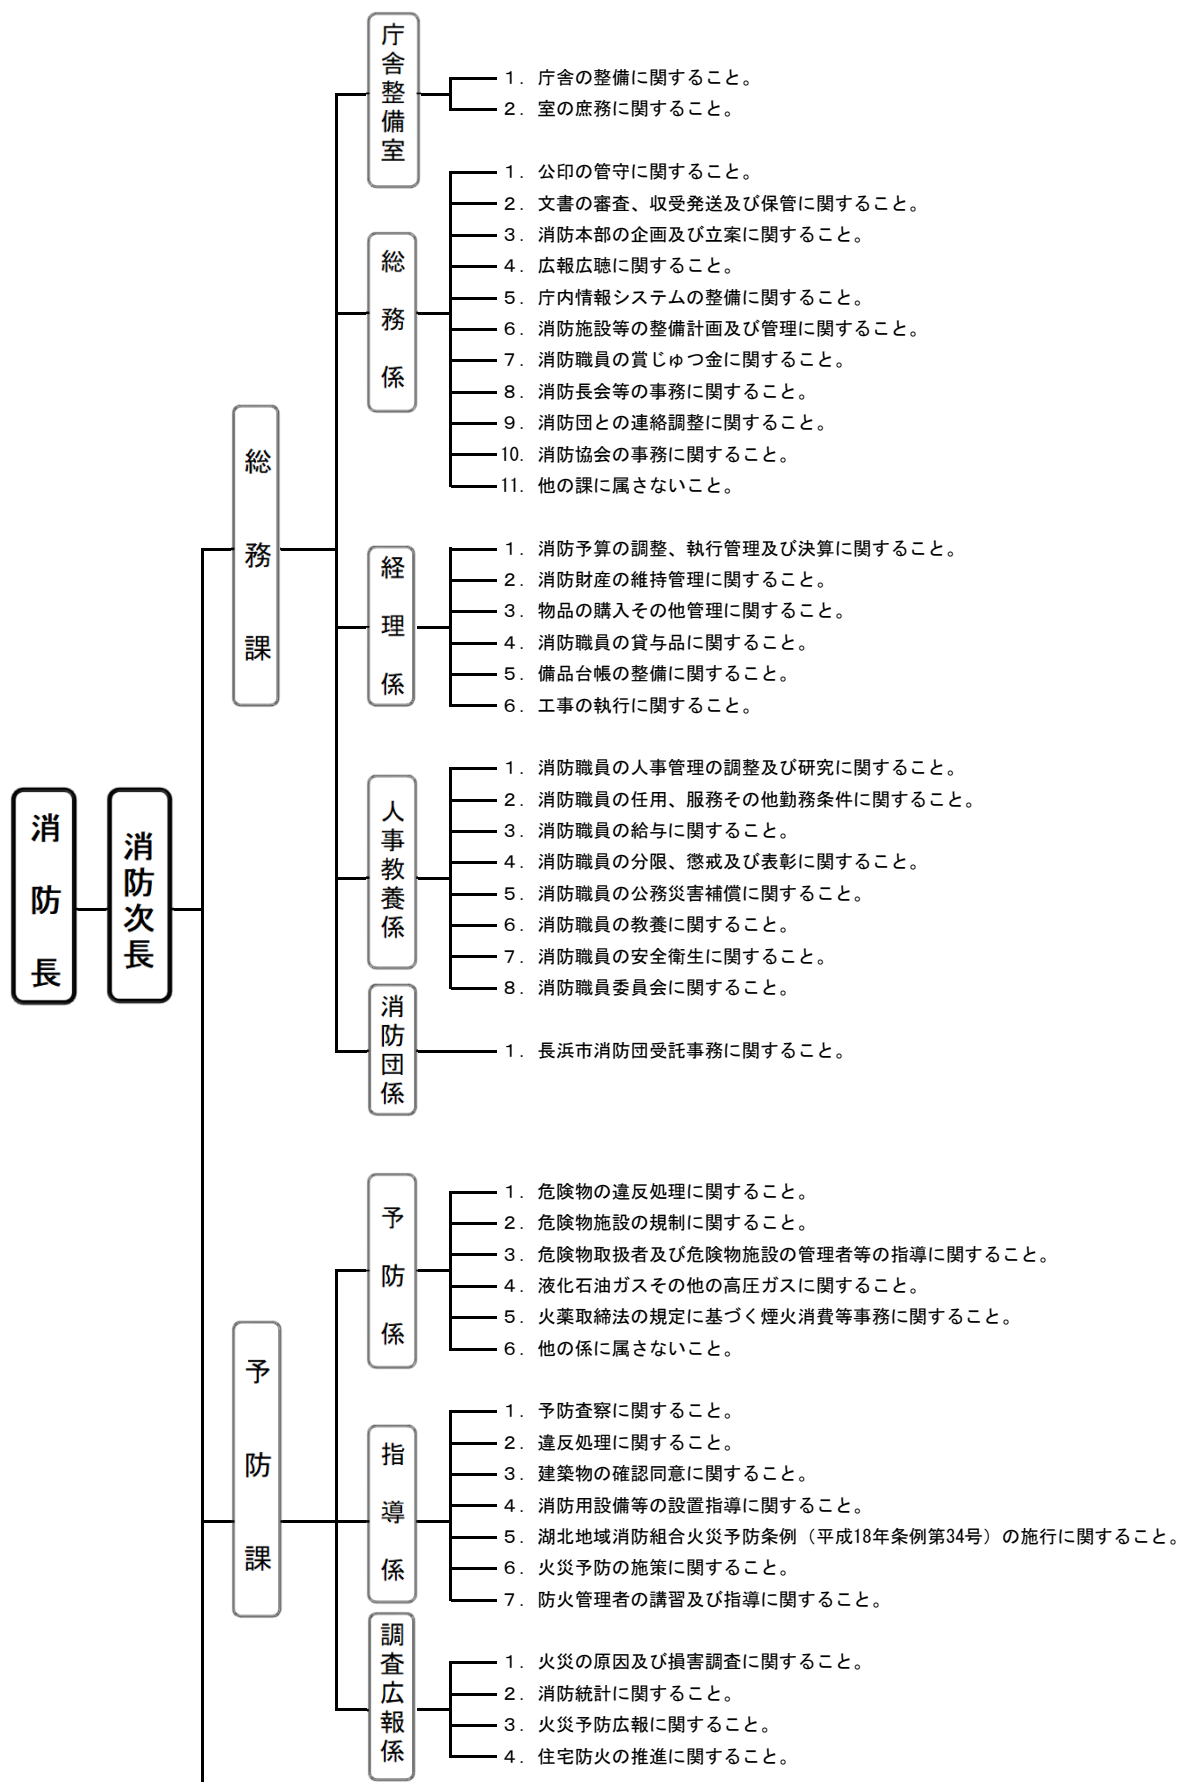 消防長
消防次長
総務課
庁舎整備室
1. 庁舎の整備に関すること。
2. 室の庶務に関すること。
総務係
1. 公印の管守に関すること。
2. 文書の審査、収受発送及び保管に関すること。
3. 消防本部の企画及び立案に関すること。
4. 広報広聴に関すること。
5. 庁内情報システムの整備に関すること。
6. 消防施設等の整備計画及び管理に関すること。
7. 消防職員の賞じゅつ金に関すること。
8. 消防長会等の事務に関すること。
9. 消防団との連絡調整に関すること。
10. 消防協会の事務に関すること。
11. 他の課に属さないこと。
経理係
1. 消防予算の調整、執行管理及び決算に関すること。
2. 消防財産の維持管理に関すること。
3. 物品の購入その他管理に関すること。
4. 消防職員の貸与品に関すること。
5. 備品台帳の整備に関すること。
6. 工事の執行に関すること。
人事教養係
1. 消防職員の人事管理の調整及び研究に関すること。
2. 消防職員の任用、服務その他勤務条件に関すること。
3. 消防職員の給与に関すること。
4. 消防職員の分限、懲戒及び表彰に関すること。
5. 消防職員の公務災害補償に関すること。
6. 消防職員の教養に関すること。
7. 消防職員の安全衛生に関すること。
8. 消防職員委員会に関すること。
消防団係
1. 長浜市消防団受託事務に関すること。
予防課
予防係
1. 危険物の違反処理に関すること。
2. 危険物施設の規制に関すること。
3. 危険物取扱者及び危険物施設の管理者等の指導に関すること。
4. 液化石油ガスその他の高圧ガスに関すること。
5. 火薬取締法の規定に基づく煙火消費等事務に関すること。
6. 他の係に属さないこと。
指導係
1. 予防査察に関すること。
2. 違反処理に関すること。
3. 建築物の確認同意に関すること。
4. 消防用設備等の設置指導に関すること。
5. 湖北地域消防組合火災予防条例（平成18年条例第34号）の施行に関すること。
6. 火災予防の施策に関すること。
7. 防火管理者の講習及び指導に関すること。
調査広報係
1. 火災の原因及び損害調査に関すること。
2. 消防統計に関すること。
3. 火災予防広報に関すること。
4. 住宅防火の推進に関すること。